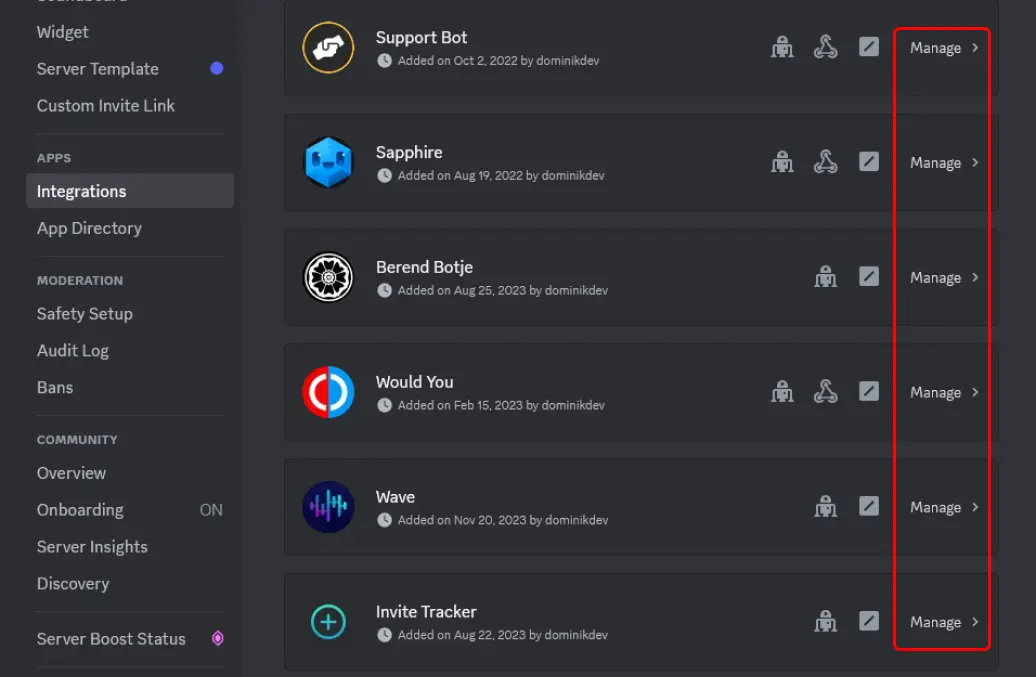 Widget
Server Template
Custom Invite Link
APPS
Integrations
App Directory
MODERATION
Safety Setup
Audit Log
Bans
COMMUNITY
Overview
Onboarding ON
Server Insights
Discovery
Server Boost Status
Support Bot
Added on Oct 2, 2022 by dominikdev
Manage
Sapphire
Added on Aug 19, 2022 by dominikdev
Manage
Berend Botje
Added on Aug 25, 2023 by dominikdev
Manage
Would You
Added on Feb 15, 2023 by dominikdev
Manage
Wave
Added on Nov 20, 2023 by dominikdev
Manage
Invite Tracker
Added on Aug 22, 2023 by dominikdev
Manage